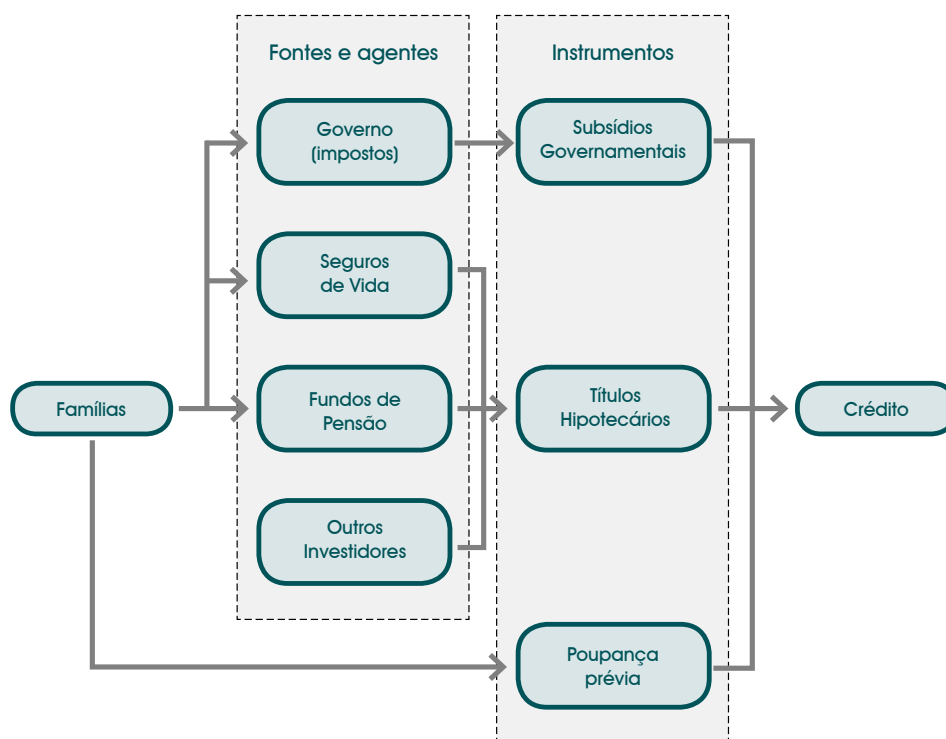 Fontes e agentes
Instrumentos
Governo
(impostos)
Subsídios
Governamentais
Seguros
de Vida
Famílias
Fundos de
Pensão
Títulos
Hipotecários
Crédito
Outros
Investidores
Poupança
prévia